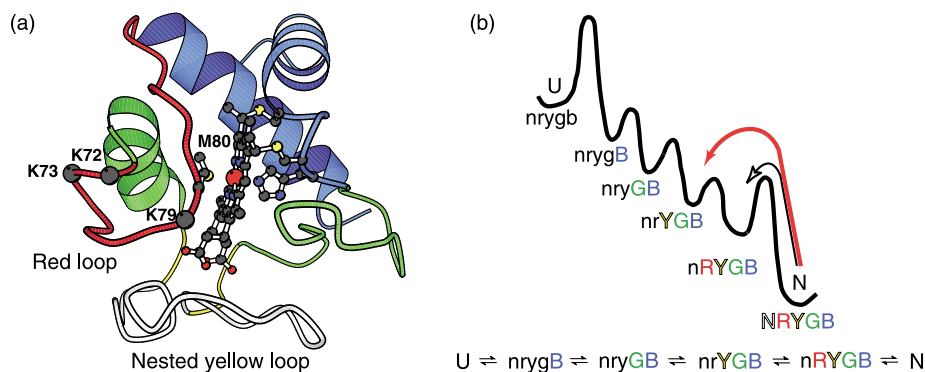 (a)
M80
K72
K73
K79
Red loop
Nested yellow loop
(b)
U
nrygb
nrygB
nryGB
nrYGB
nRYGB
N
ℕRYGB
U ⇌ nrygB ⇌ nryGB ⇌ nrYGB ⇌ nRYGB ⇌ N